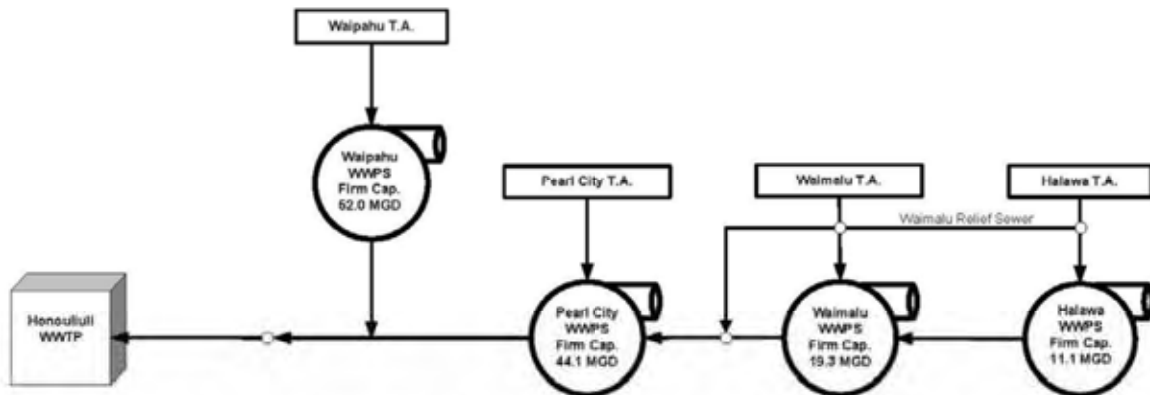 Waipahu T.A.
Waipahu
WWPS
Firm Cap.
52.0 MGD
Pearl City T.A.
Waimalu T.A.
Halawa T.A.
Waimalu Relief Sewer
Honouliuli
WWTP
Pearl City
WWPS
Firm Cap.
44.1 MGD
Waimalu
WWPS
Firm Cap.
19.3 MGD
Halawa
WWPS
Firm Cap.
11.1 MGD